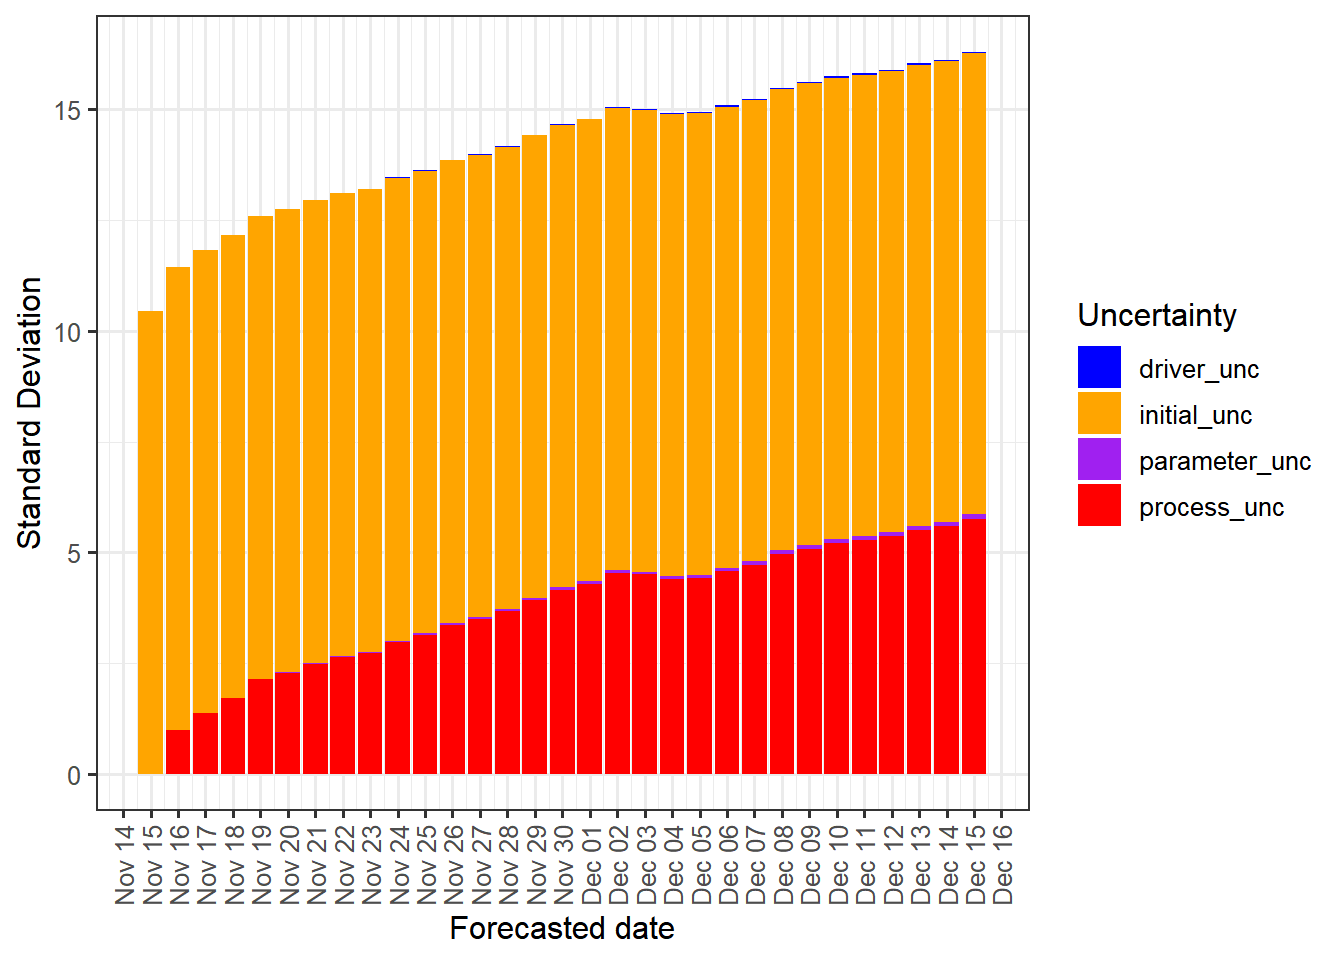 15
10
5
0
Standard Deviation
Nov 14
Nov 15
Nov 16
Nov 17
Nov 18
Nov 19
Nov 20
Nov 21
Nov 22
Nov 23
Nov 24
Nov 25
Nov 26
Nov 27
Nov 28
Nov 29
Nov 30
Dec 01
Dec 02
Dec 03
Dec 04
Dec 05
Dec 06
Dec 07
Dec 08
Dec 09
Dec 10
Dec 11
Dec 12
Dec 13
Dec 14
Dec 15
Dec 16
Forecasted date
Uncertainty
driver_unc
initial_unc
parameter_unc
process_unc